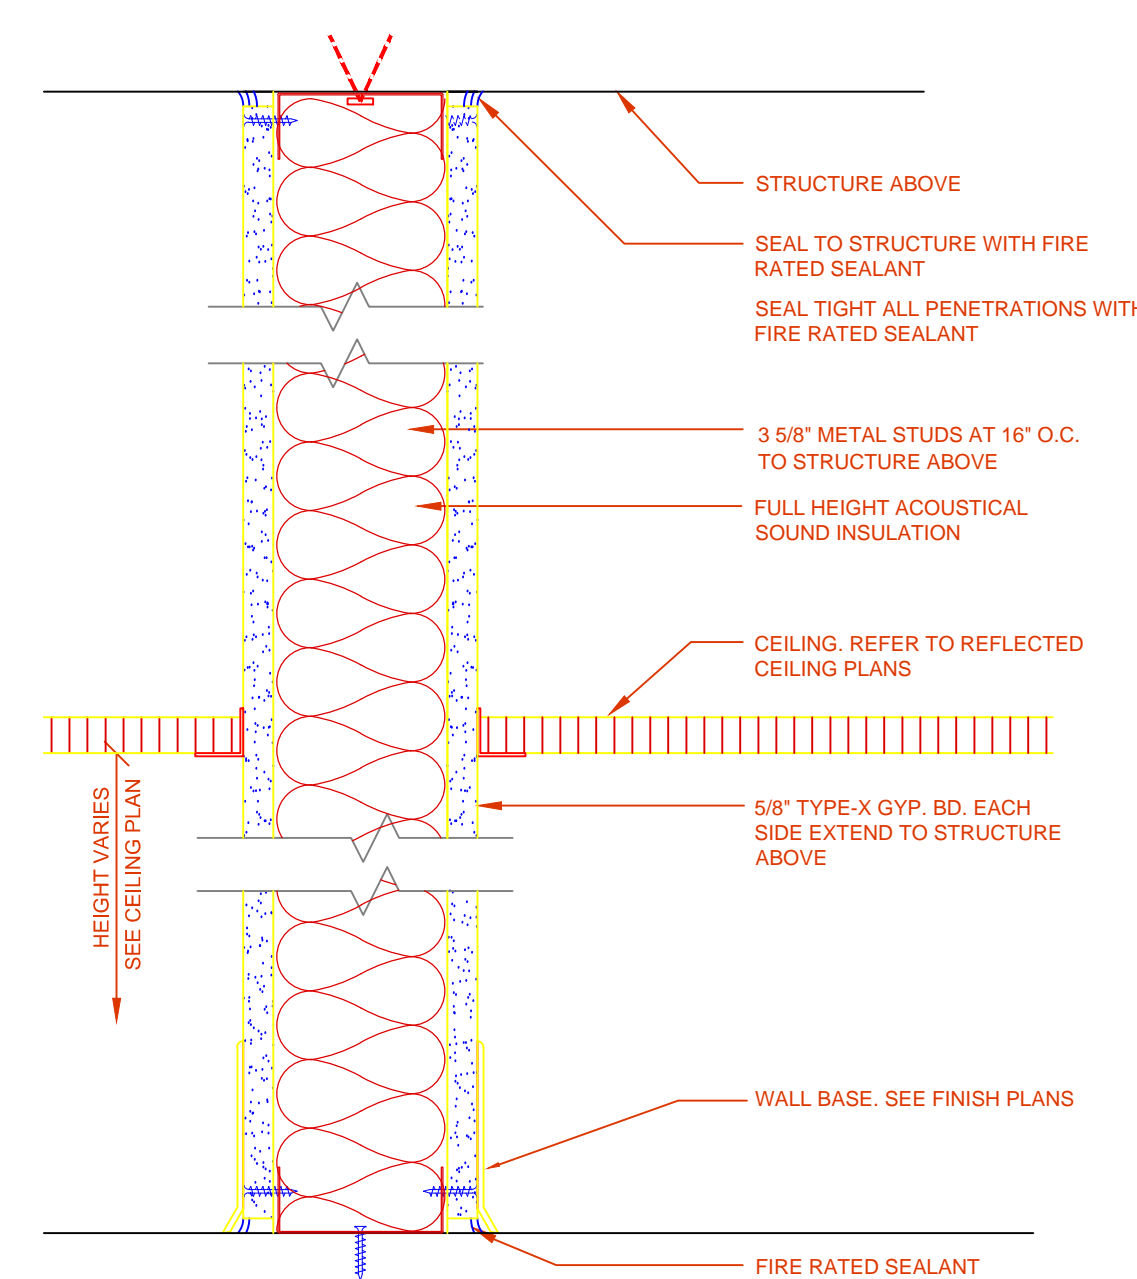 STRUCTURE ABOVE
SEAL TO STRUCTURE WITH FIRE
RATED SEALANT
SEAL TIGHT ALL PENETRATIONS WITH
FIRE RATED SEALANT
3 5/8" METAL STUDS AT 16" O.C.
TO STRUCTURE ABOVE
FULL HEIGHT ACOUSTICAL
SOUND INSULATION
CEILING. REFER TO REFLECTED
CEILING PLANS
HEIGHT VARIES
SEE CEILING PLAN
5/8" TYPE-X GYP. BD. EACH
SIDE EXTEND TO STRUCTURE
ABOVE
WALL BASE. SEE FINISH PLANS
FIRE RATED SEALANT